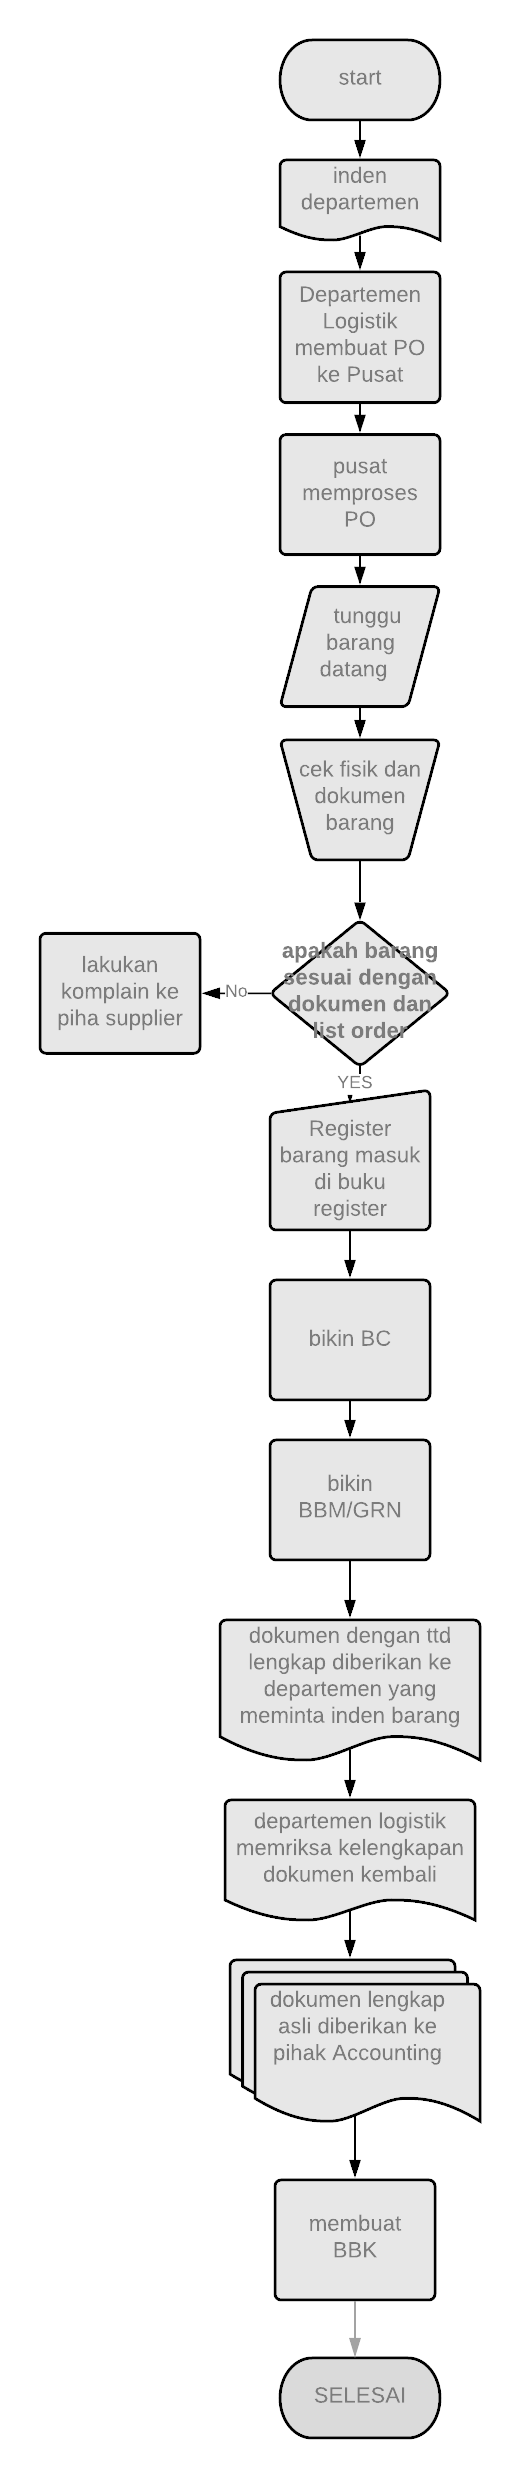 start
inden
departemen
Departemen
Logistik
membuat PO
ke Pusat
pusat
memproses
PO
tunggu
barang
datang
cek fisik dan
dokumen
barang
apakah barang
sesuai dengan
dokumen dan
list order
No
lakukan
komplain ke
piha supplier
YES
Register
barang masuk
di buku
register
bikin BC
bikin
BBM/GRN
dokumen dengan ttd
lengkap diberikan ke
departemen yang
meminta inden barang
departemen logistik
memriksa kelengkapan
dokumen kembali
dokumen lengkap
asli diberikan ke
pihak Accounting
membuat
BBK
SELESAI